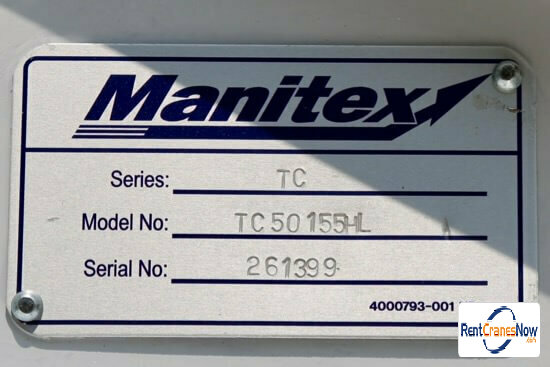 Manitex
Series: TC
Model No: TC50155HL
Serial No: 261399
4000793-001
RentCranesNow
.com